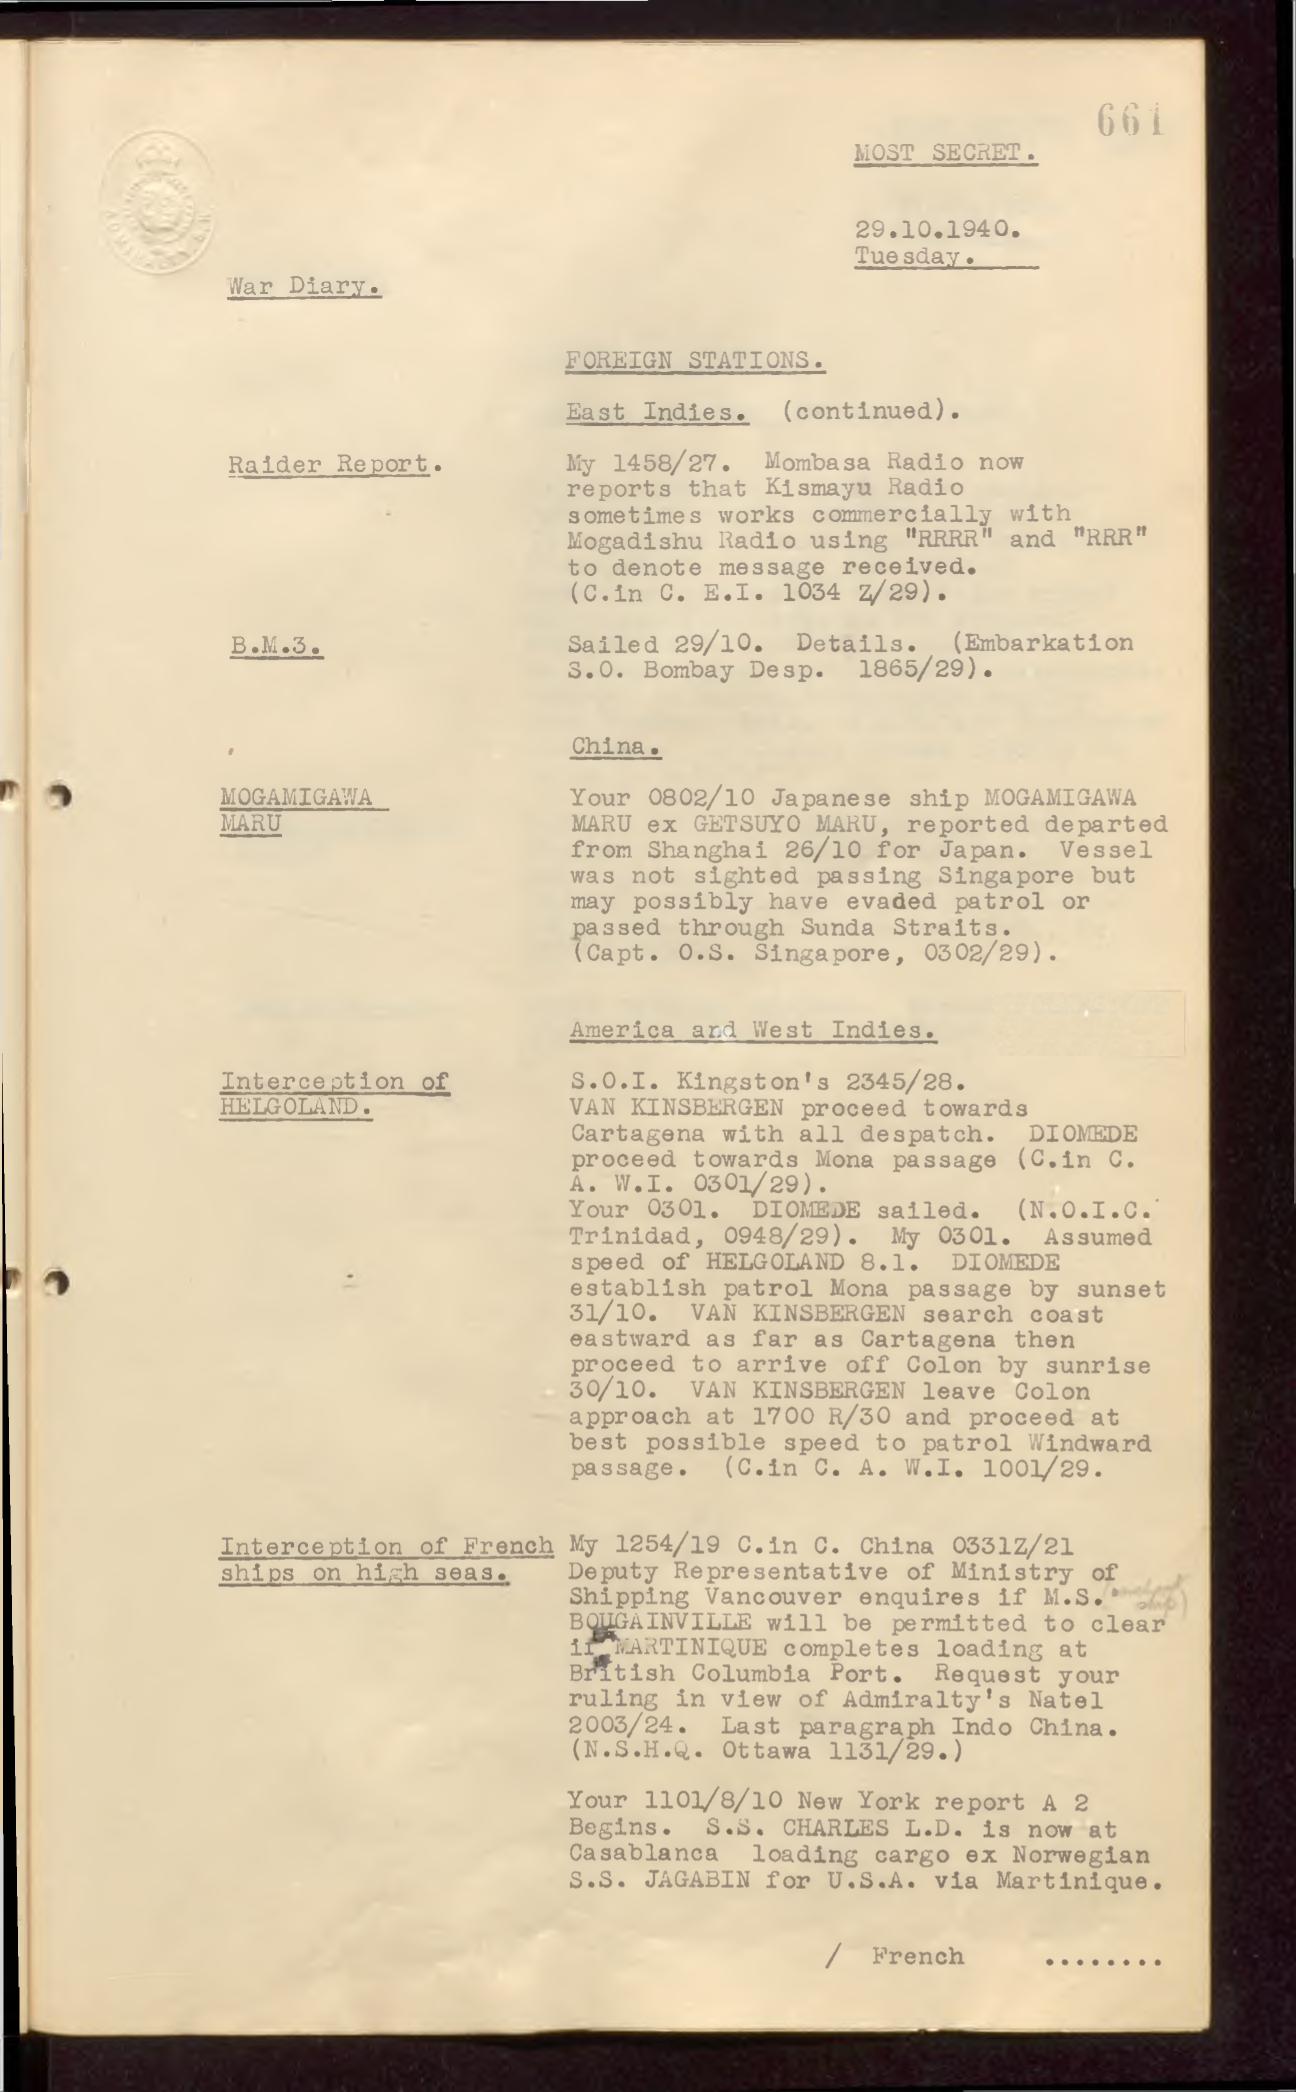 661
MOST SECRET.
29.10.1940.
Tuesday.
War Diary.
FOREIGN STATIONS.
East Indies. (continued).
Raider Report. My 1458/27. Mombasa Radio now
reports that Kismayu Radio
sometimes works commercially with
Mogadishu Radio using "RRRR" and "RRR"
to denote message received.
(C.in C. E.I. 1034 Z/29).
B.M.3. Sailed 29/10. Details. (Embarkation
S.O. Bombay Desp. 1865/29).
China.
MOGAMIGAWA Your 0802/10 Japanese ship MOGAMIGAWA
MARU MARU ex GETSUYO MARU, reported departed
from Shanghai 26/10 for Japan. Vessel
was not sighted passing Singapore but
may possibly have evaded patrol or
passed through Sunda Straits.
(Capt. O.S. Singapore, 0302/29).
America and West Indies.
Interception of S.O.I. Kingston's 2345/28.
HELGOLAND. VAN KINSBERGEN proceed towards
Cartagena with all despatch. DIOMEDE
proceed towards Mona passage (C.in C.
A. W.I. 0301/29).
Your 0301. DIOMEDE sailed. (N.O.I.C.
Trinidad, 0948/29). My 0301. Assumed
speed of HELGOLAND 8.1. DIOMEDE
establish patrol Mona passage by sunset
31/10. VAN KINSBERGEN search coast
eastward as far as Cartagena then
proceed to arrive off Colon by sunrise
30/10. VAN KINSBERGEN leave Colon
approach at 1700 R/30 and proceed at
best possible speed to patrol Windward
passage. (C.in C. A. W.I. 1001/29.
Interception of French My 1254/19 C.in C. China 0331Z/21
ships on high seas. Deputy Representative of Ministry of
Shipping Vancouver enquires if M.S.
BOUGAINVILLE will be permitted to clear
if MARTINIQUE completes loading at
British Columbia Port. Request your
ruling in view of Admiralty's Natel
2003/24. Last paragraph Indo China.
(N.S.H.Q. Ottawa 1131/29.)
Your 1101/8/10 New York report A 2
Begins. S.S. CHARLES L.D. is now at
Casablanca loading cargo ex Norwegian
S.S. JAGABIN for U.S.A. via Martinique.
/ French ........